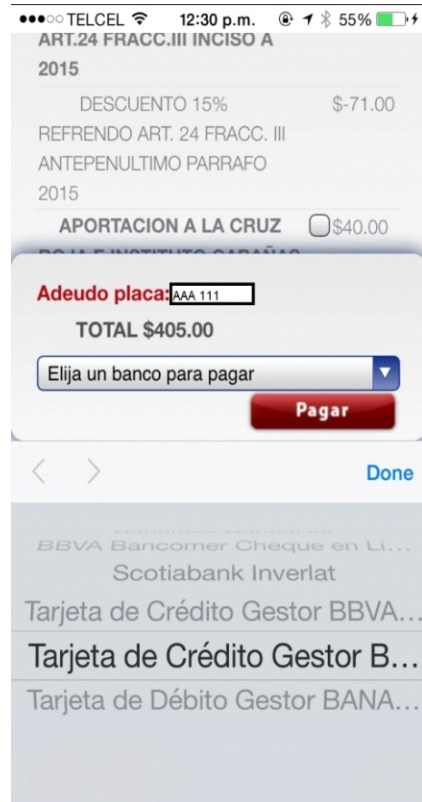 TELCEL 12:30 p.m. 55%
ART.24 FRACC.III INCISO A
2015
DESCUENTO 15% $-71.00
REFRENDO ART. 24 FRACC. III
ANTEPENULTIMO PARRAFO
2015
APORTACION A LA CRUZ $40.00
ROJA E INSTITUTO CABAÑAS
Adeudo placa: AAA 111
TOTAL $405.00
Elija un banco para pagar
Pagar
Done
BBVA Bancomer Cheque en Li...
Scotiabank Inverlat
Tarjeta de Crédito Gestor BBVA...
Tarjeta de Crédito Gestor B...
Tarjeta de Débito Gestor BANA...